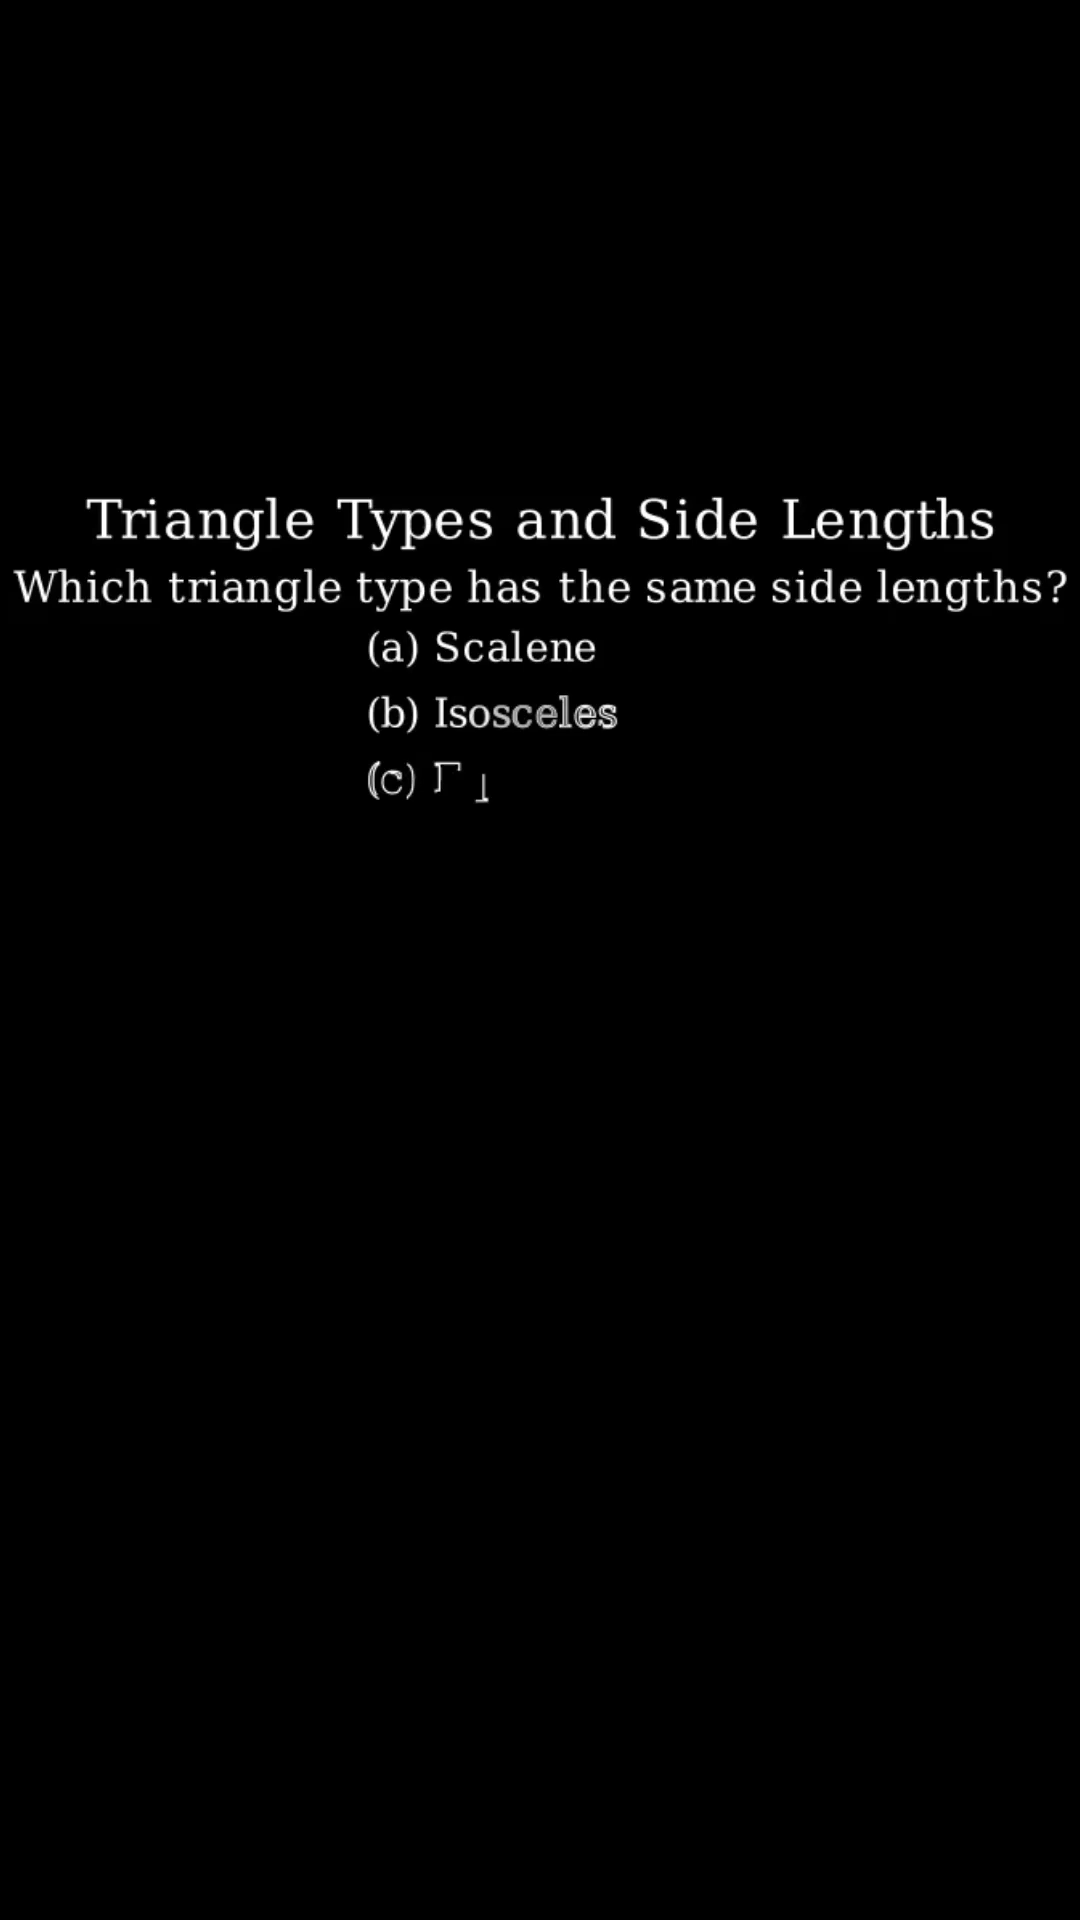 Triangle Types and Side Lengths
Which triangle type has the same side lengths?
(a) Scalene
(b) Isosceles
(c)